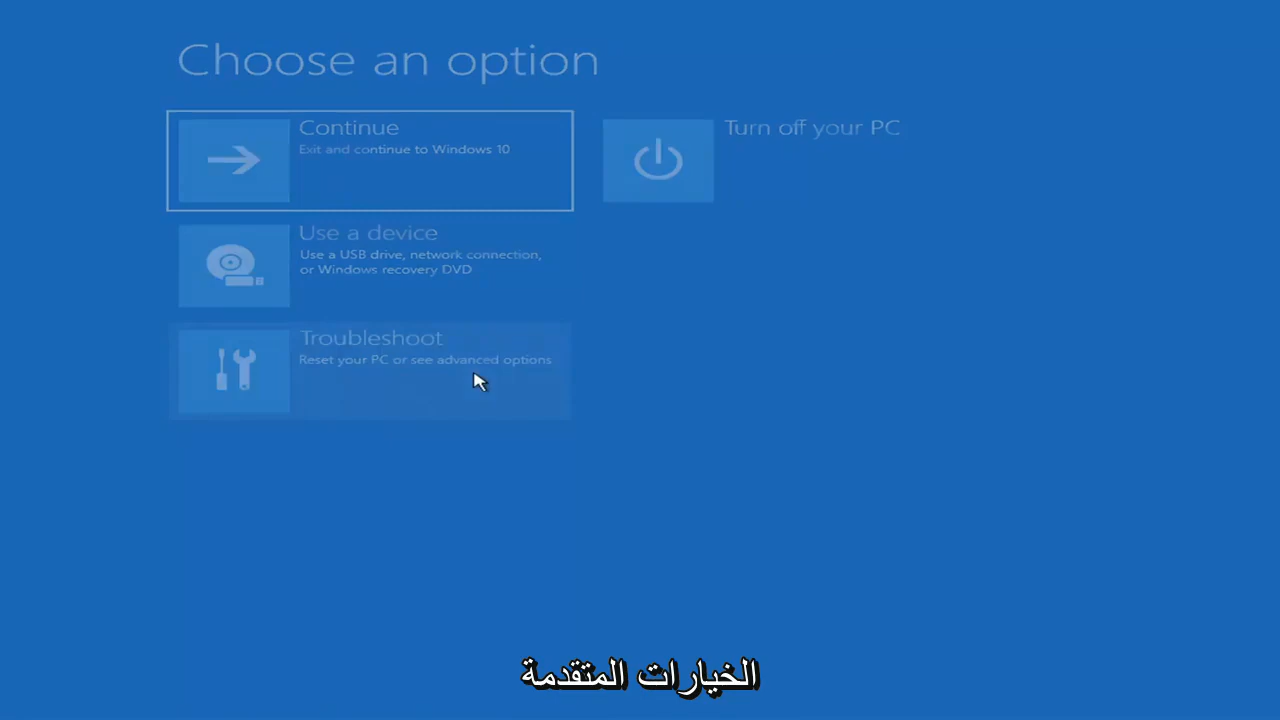 Choose an option
Continue
Exit and continue to Windows 10
Turn off your PC
Use a device
Use a USB drive, network connection,
or Windows recovery DVD
Troubleshoot
Reset your PC or see advanced options
الخيارات المتقدمة